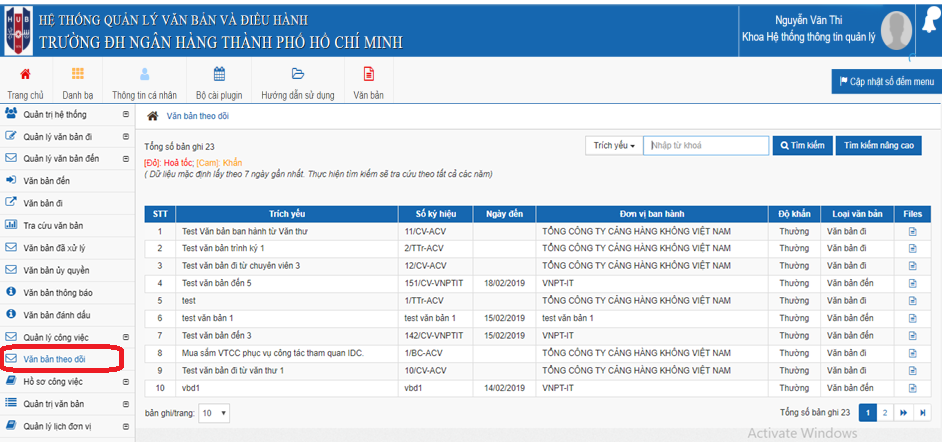 HUB
HỆ THỐNG QUẢN LÝ VĂN BẢN VÀ ĐIỀU HÀNH
TRƯỜNG ĐH NGÂN HÀNG THÀNH PHỐ HỒ CHÍ MINH
Nguyễn Văn Thi
Khoa Hệ thống thông tin quản lý
Trang chủ
Danh bạ
Thông tin cá nhân
Bộ cài plugin
Hướng dẫn sử dụng
Văn bản
Cập nhật số đếm menu
Quản trị hệ thống
Quản lý văn bản đi
Quản lý văn bản đến
Văn bản đến
Văn bản đi
Tra cứu văn bản
Văn bản đã xử lý
Văn bản ủy quyền
Văn bản thông báo
Văn bản đánh dấu
Quản lý công việc
Văn bản theo dõi
Hồ sơ công việc
Quản trị văn bản
Quản lý lịch đơn vị
Văn bản theo dõi
Tổng số bản ghi 23
[Đỏ]: Hoả tốc; [Cam]: Khẩn
( Dữ liệu mặc định lấy theo 7 ngày gần nhất. Thực hiện tìm kiếm sẽ tra cứu theo tất cả các năm)
Trích yếu Nhập từ khoá Tìm kiếm Tìm kiếm nâng cao
STT Trích yếu Số ký hiệu Ngày đến Đơn vị ban hành Độ khẩn Loại văn bản Files
1 Test Văn bản ban hành từ Văn thư 11/CV-ACV TỔNG CÔNG TY CẢNG HÀNG KHÔNG VIỆT NAM Thường Văn bản đi
2 Test văn bản trình ký 1 2/TTr-ACV TỔNG CÔNG TY CẢNG HÀNG KHÔNG VIỆT NAM Thường Văn bản đi
3 Test văn bản đi từ chuyên viên 3 12/CV-ACV TỔNG CÔNG TY CẢNG HÀNG KHÔNG VIỆT NAM Thường Văn bản đi
4 Test văn bản đến 5 151/CV-VNPTIT 18/02/2019 VNPT-IT Thường Văn bản đến
5 test 1/TTr-ACV TỔNG CÔNG TY CẢNG HÀNG KHÔNG VIỆT NAM Thường Văn bản đi
6 test văn bản 1 test văn bản 1 15/02/2019 test văn bản 1 Thường Văn bản đến
7 Test văn bản đến 3 142/CV-VNPTIT 15/02/2019 VNPT-IT Thường Văn bản đến
8 Mua sắm VTCC phục vụ công tác tham quan IDC. 1/BC-ACV TỔNG CÔNG TY CẢNG HÀNG KHÔNG VIỆT NAM Thường Văn bản đi
9 Test văn bản đi từ văn thư 1 10/CV-ACV TỔNG CÔNG TY CẢNG HÀNG KHÔNG VIỆT NAM Thường Văn bản đi
10 vbd1 vbd1 14/02/2019 VNPT-IT Thường Văn bản đến
bản ghi/trang: 10
Tổng số bản ghi 23 1 2
Activate Windows